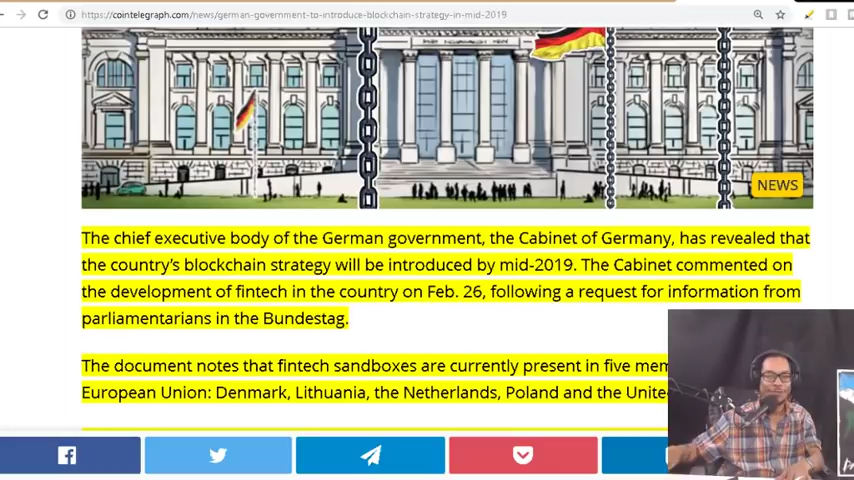 https://cointelegraph.com/news/german-government-to-introduce-blockchain-strategy-in-mid-2019
NEWS
The chief executive body of the German government, the Cabinet of Germany, has revealed that
the country's blockchain strategy will be introduced by mid-2019. The Cabinet commented on
the development of fintech in the country on Feb. 26, following a request for information from
parliamentarians in the Bundestag.
The document notes that fintech sandboxes are currently present in five mem
European Union: Denmark, Lithuania, the Netherlands, Poland and the Unite